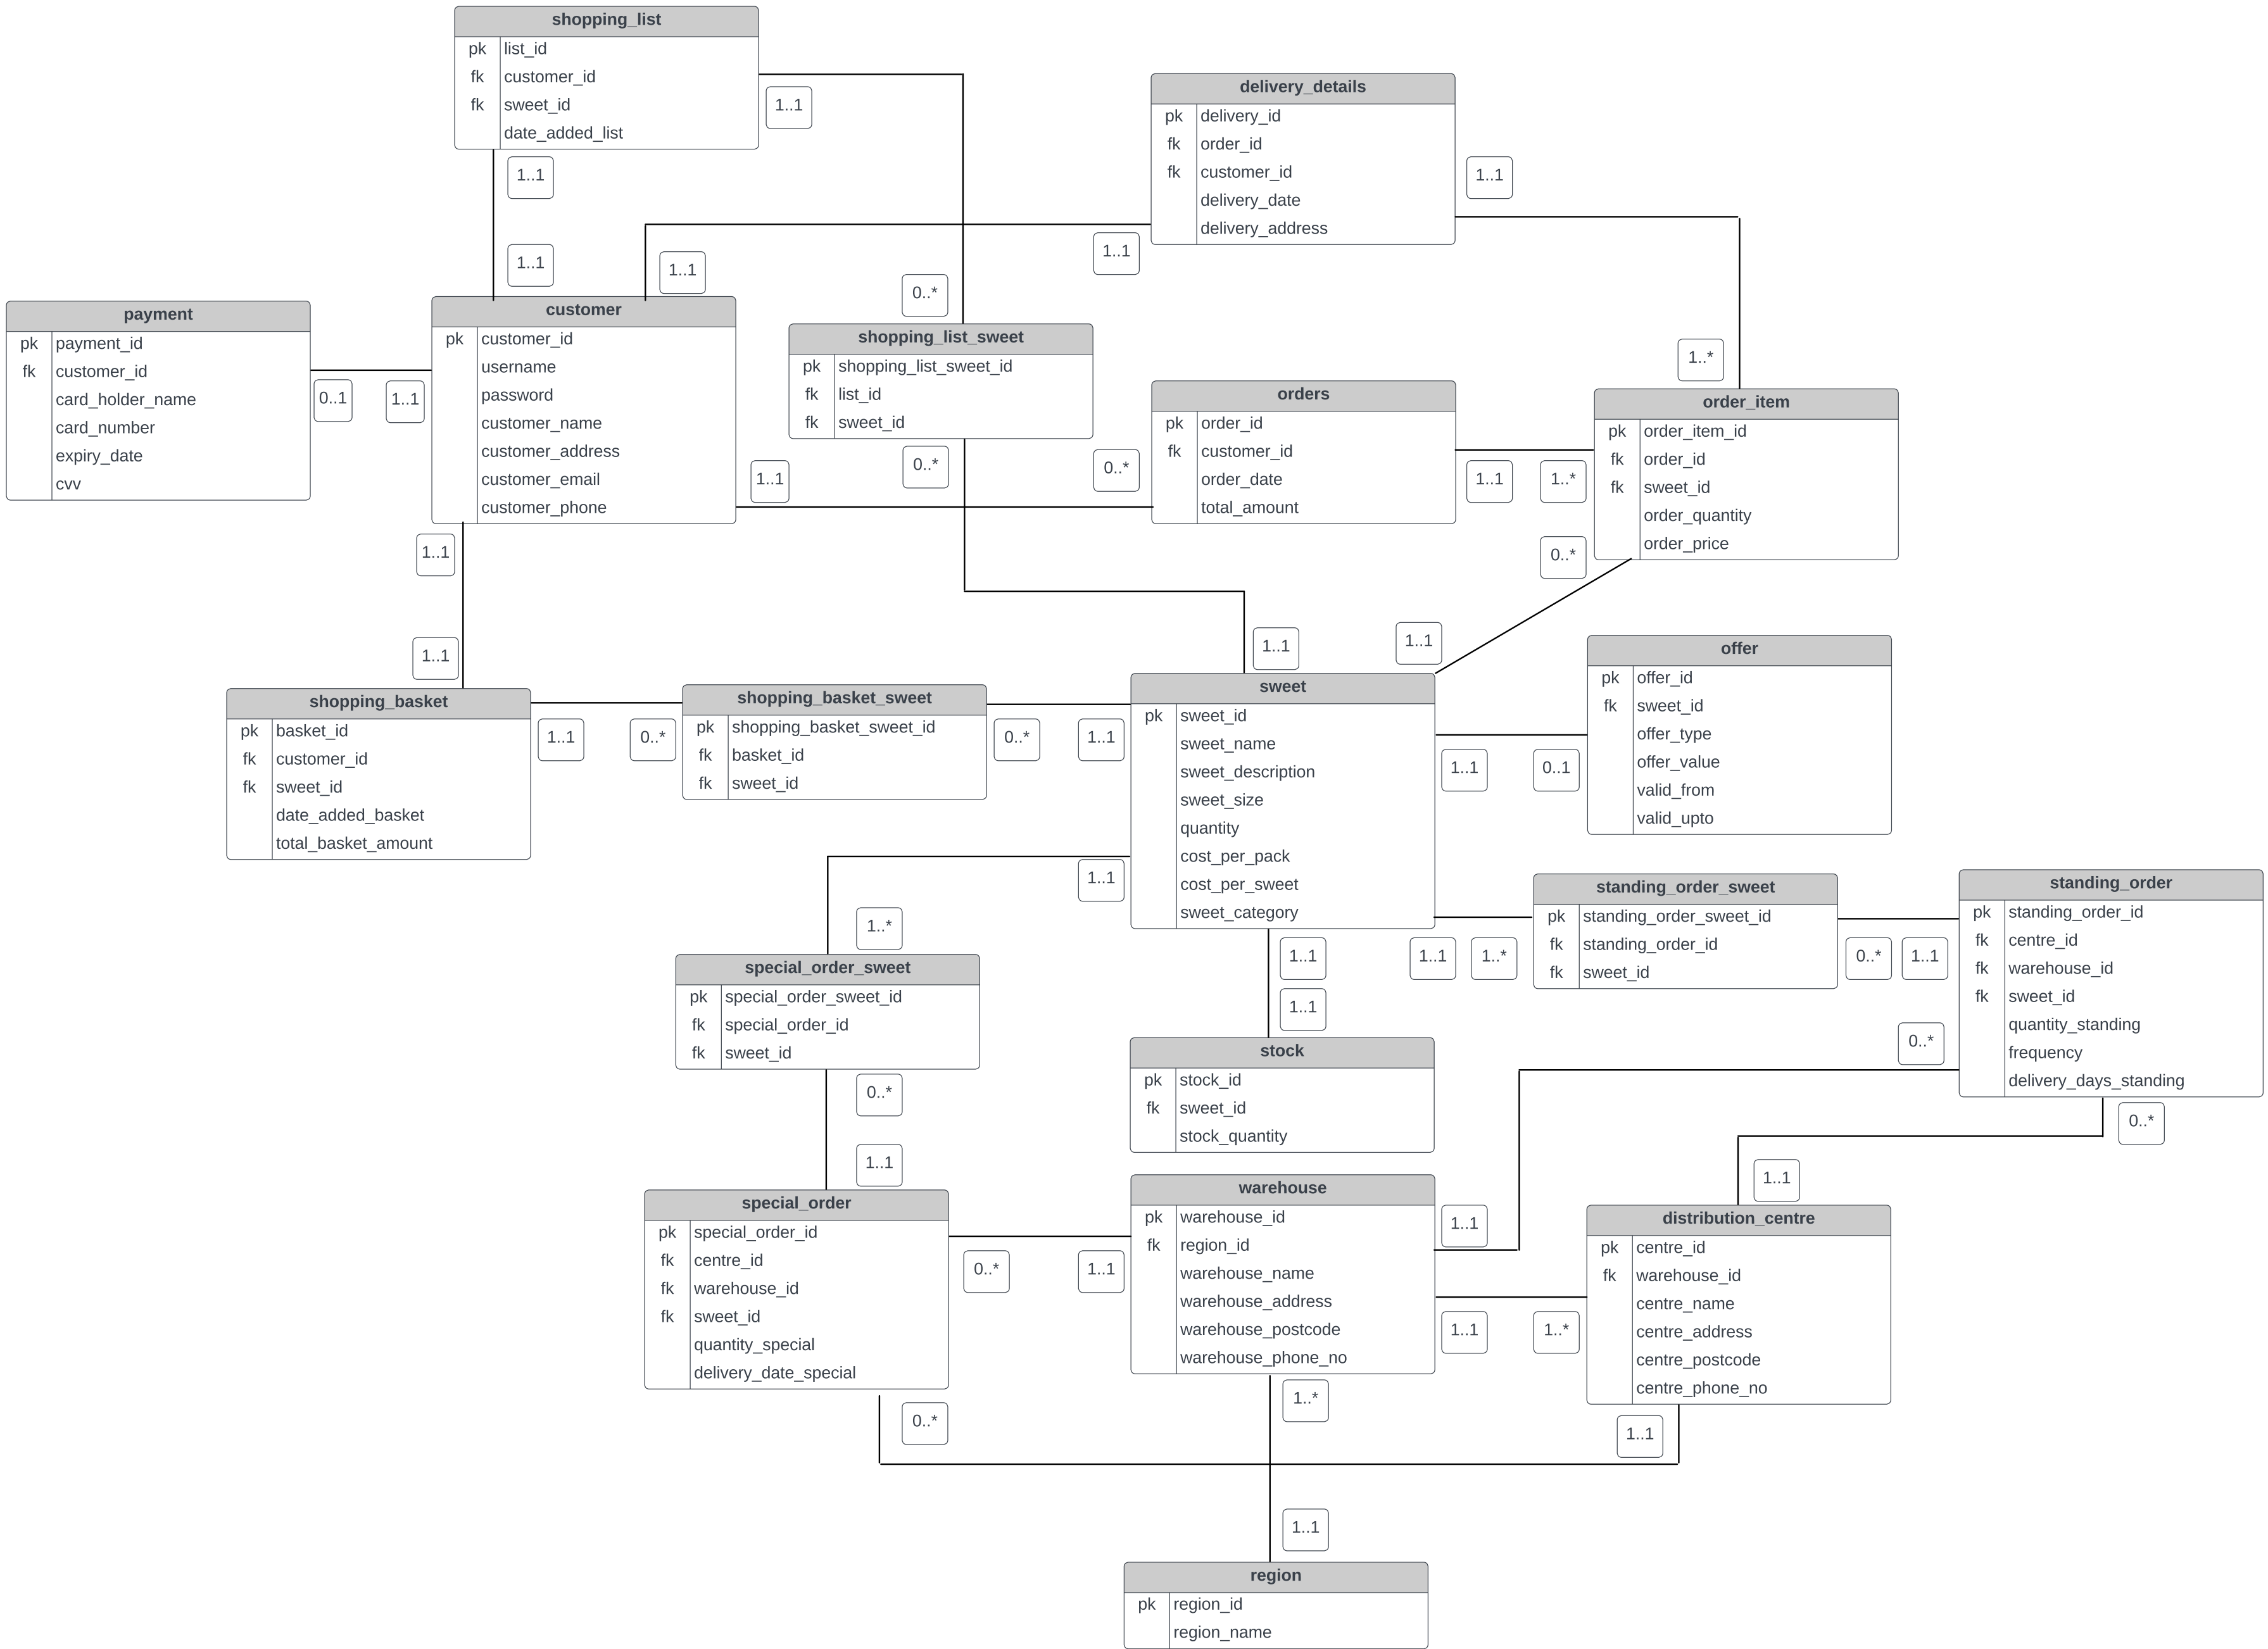 shopping_list
pk list_id
fk customer_id
fk sweet_id
date_added_list
1..1
1..1
1..1
delivery_details
pk delivery_id
fk order_id
fk customer_id
delivery_date
delivery_address
1..1
1..1
1..1
0..*
1..*
payment
pk payment_id
fk customer_id
card_holder_name
card_number
expiry_date
cvv
0..1
1..1
customer
pk customer_id
username
password
customer_name
customer_address
customer_email
customer_phone
1..1
1..1
1..1
shopping_list_sweet
pk shopping_list_sweet_id
fk list_id
fk sweet_id
0..*
0..*
orders
pk order_id
fk customer_id
order_date
total_amount
1..1
1..*
order_item
pk order_item_id
fk order_id
fk sweet_id
order_quantity
order_price
0..*
1..1
1..1
shopping_basket
pk basket_id
fk customer_id
fk sweet_id
date_added_basket
total_basket_amount
1..1
0..*
shopping_basket_sweet
pk shopping_basket_sweet_id
fk basket_id
fk sweet_id
0..*
1..1
sweet
pk sweet_id
sweet_name
sweet_description
sweet_size
quantity
cost_per_pack
cost_per_sweet
sweet_category
1..1
0..1
offer
pk offer_id
fk sweet_id
offer_type
offer_value
valid_from
valid_upto
1..1
1..*
special_order_sweet
pk special_order_sweet_id
fk special_order_id
fk sweet_id
0..*
1..1
1..1
1..1
1..1
1..*
standing_order_sweet
pk standing_order_sweet_id
fk standing_order_id
fk sweet_id
0..*
1..1
standing_order
pk standing_order_id
fk centre_id
fk warehouse_id
fk sweet_id
quantity_standing
frequency
delivery_days_standing
0..*
0..*
1..1
stock
pk stock_id
fk sweet_id
stock_quantity
special_order
pk special_order_id
fk centre_id
fk warehouse_id
fk sweet_id
quantity_special
delivery_date_special
0..*
1..1
0..*
warehouse
pk warehouse_id
fk region_id
warehouse_name
warehouse_address
warehouse_postcode
warehouse_phone_no
1..1
1..1
1..*
1..*
distribution_centre
pk centre_id
fk warehouse_id
centre_name
centre_address
centre_postcode
centre_phone_no
1..1
1..1
region
pk region_id
region_name